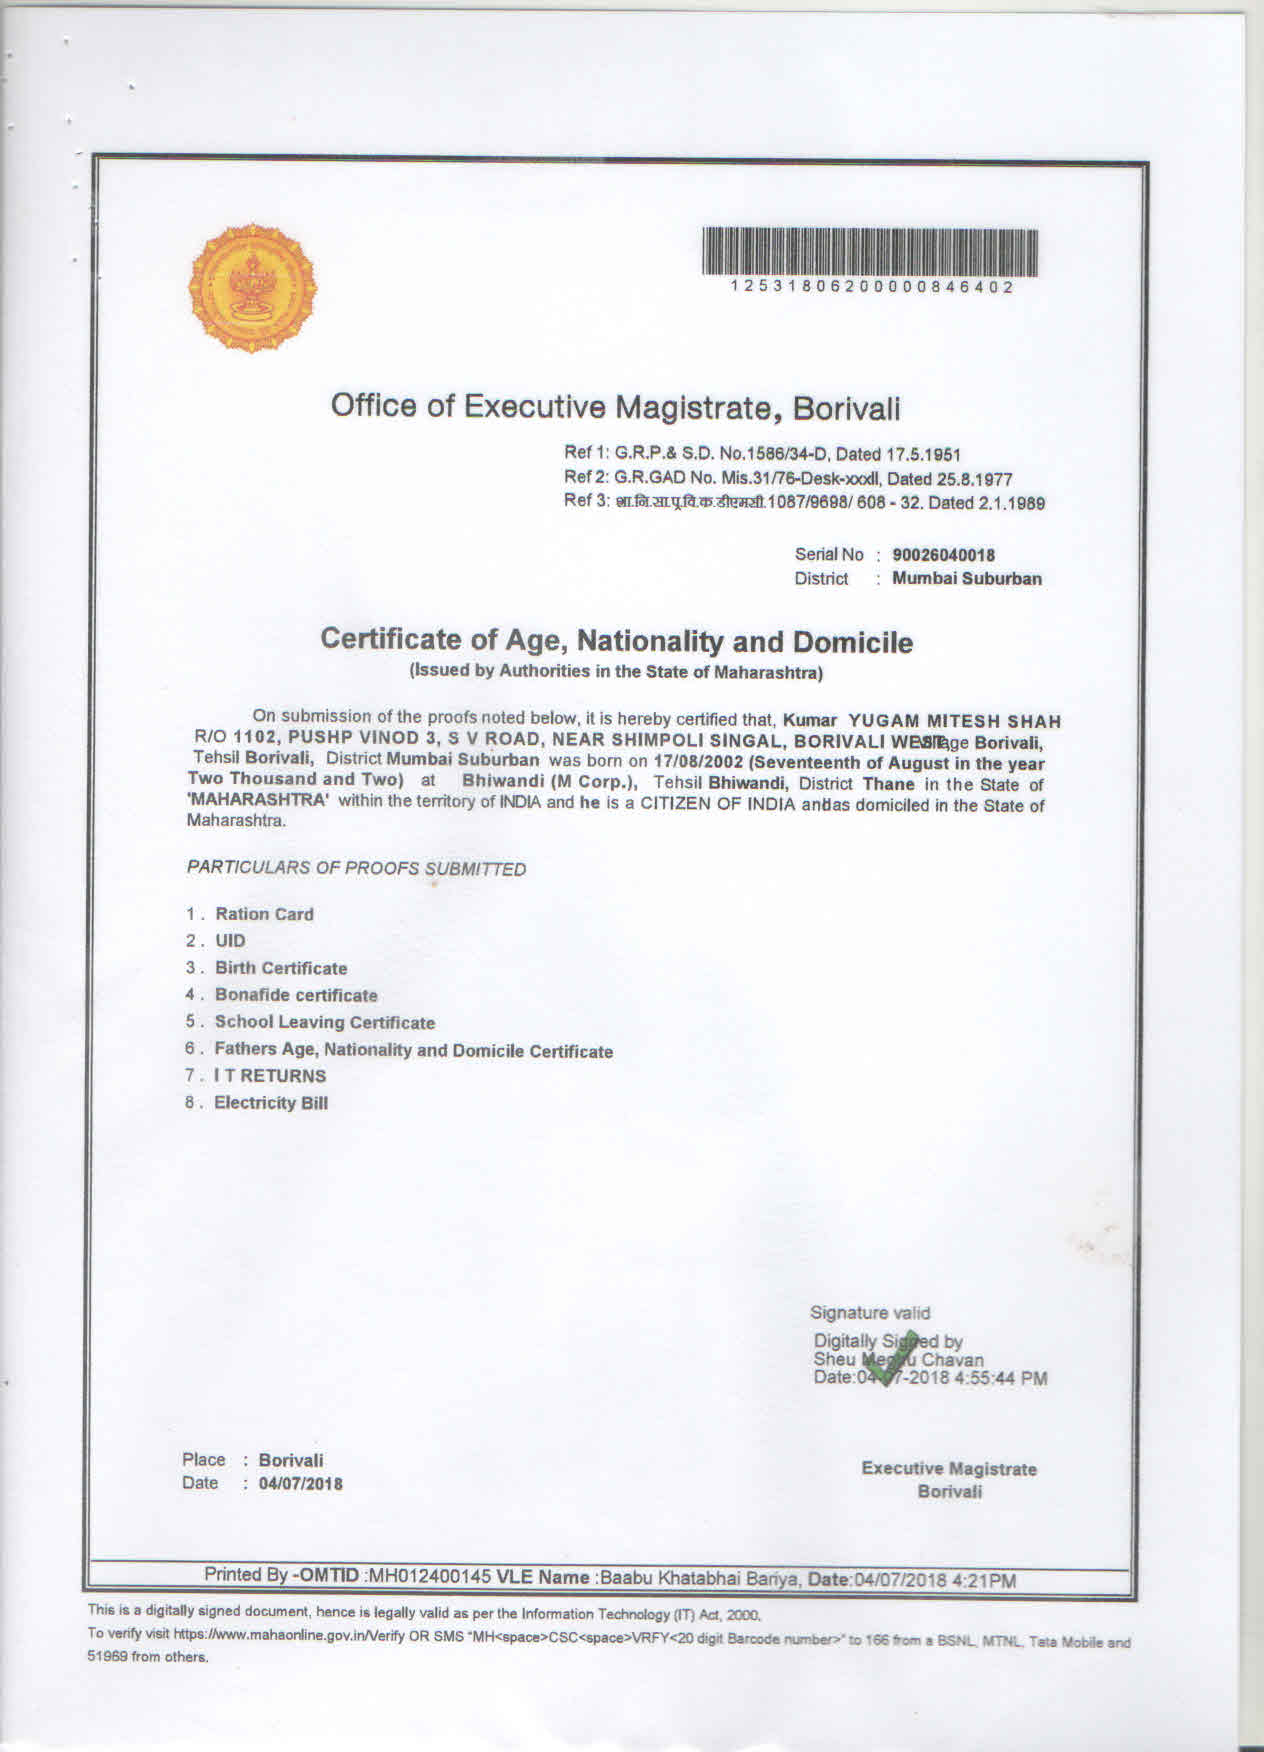 12531806200000846402
Office of Executive Magistrate, Borivali
Ref 1: G.R.P.& S.D. No.1586/34-D, Dated 17.5.1951
Ref 2: G.R.GAD No. Mis.31/76-Desk-xxxII, Dated 25.8.1977
Ref 3: शा.नि.सा.प्र.वि.क.डीएमसी.1087/9698/ 608 - 32. Dated 2.1.1989
Serial No : 90026040018
District : Mumbai Suburban
Certificate of Age, Nationality and Domicile
(Issued by Authorities in the State of Maharashtra)
On submission of the proofs noted below, it is hereby certified that, Kumar YUGAM MITESH SHAH
R/O 1102, PUSHP VINOD 3, S V ROAD, NEAR SHIMPOLI SINGAL, BORIVALI WEST, Borivali,
Tehsil Borivali, District Mumbai Suburban was born on 17/08/2002 (Seventeenth of August in the year
Two Thousand and Two) at Bhiwandi (M Corp.), Tehsil Bhiwandi, District Thane in the State of
'MAHARASHTRA' within the territory of INDIA and he is a CITIZEN OF INDIA and domiciled in the State of
Maharashtra.
PARTICULARS OF PROOFS SUBMITTED
1 . Ration Card
2 . UID
3 . Birth Certificate
4 . Bonafide certificate
5 . School Leaving Certificate
6 . Fathers Age, Nationality and Domicile Certificate
7 . I T RETURNS
8 . Electricity Bill
Signature valid
Digitally Signed by
Sheu Meghu Chavan
Date:04-07-2018 4:55:44 PM
Place : Borivali
Date : 04/07/2018
Executive Magistrate
Borivali
Printed By -OMTID :MH012400145 VLE Name :Baabu Khatabhai Bariya, Date:04/07/2018 4:21PM
This is a digitally signed document, hence is legally valid as per the Information Technology (IT) Act, 2000.
To verify visit https://www.mahaonline.gov.in/Verify OR SMS "MH<space>CSC<space>VRFY<20 digit Barcode number>" to 166 from a BSNL, MTNL, Tata Mobile and
51969 from others.